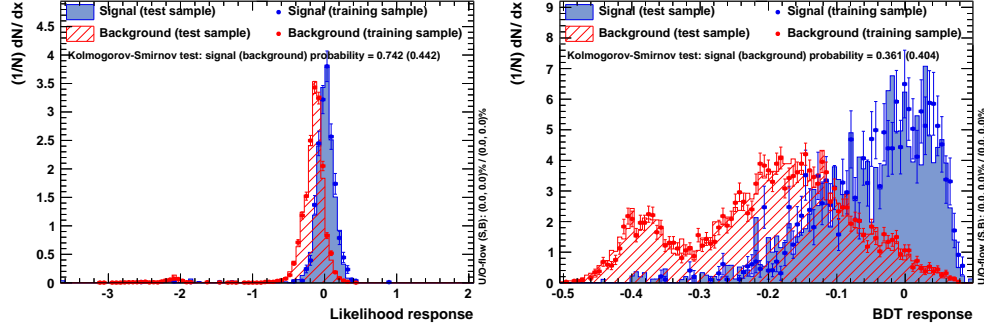 Signal (test sample) Signal (training sample)
Background (test sample) Background (training sample)
Kolmogorov-Smirnov test: signal (background) probability = 0.742 (0.442)
(1/N) dN / dx
4.5
4
3.5
3
2.5
2
1.5
1
0.5
0
-3 -2 -1 0 1 2
Likelihood response
U/O-flow (S,B): (0.0, 0.0)% / (0.0, 0.0)%
Signal (test sample) Signal (training sample)
Background (test sample) Background (training sample)
Kolmogorov-Smirnov test: signal (background) probability = 0.361 (0.404)
(1/N) dN / dx
9
8
7
6
5
4
3
2
1
0
-0.5 -0.4 -0.3 -0.2 -0.1 0
BDT response
U/O-flow (S,B): (0.0, 0.0)% / (0.0, 0.0)%